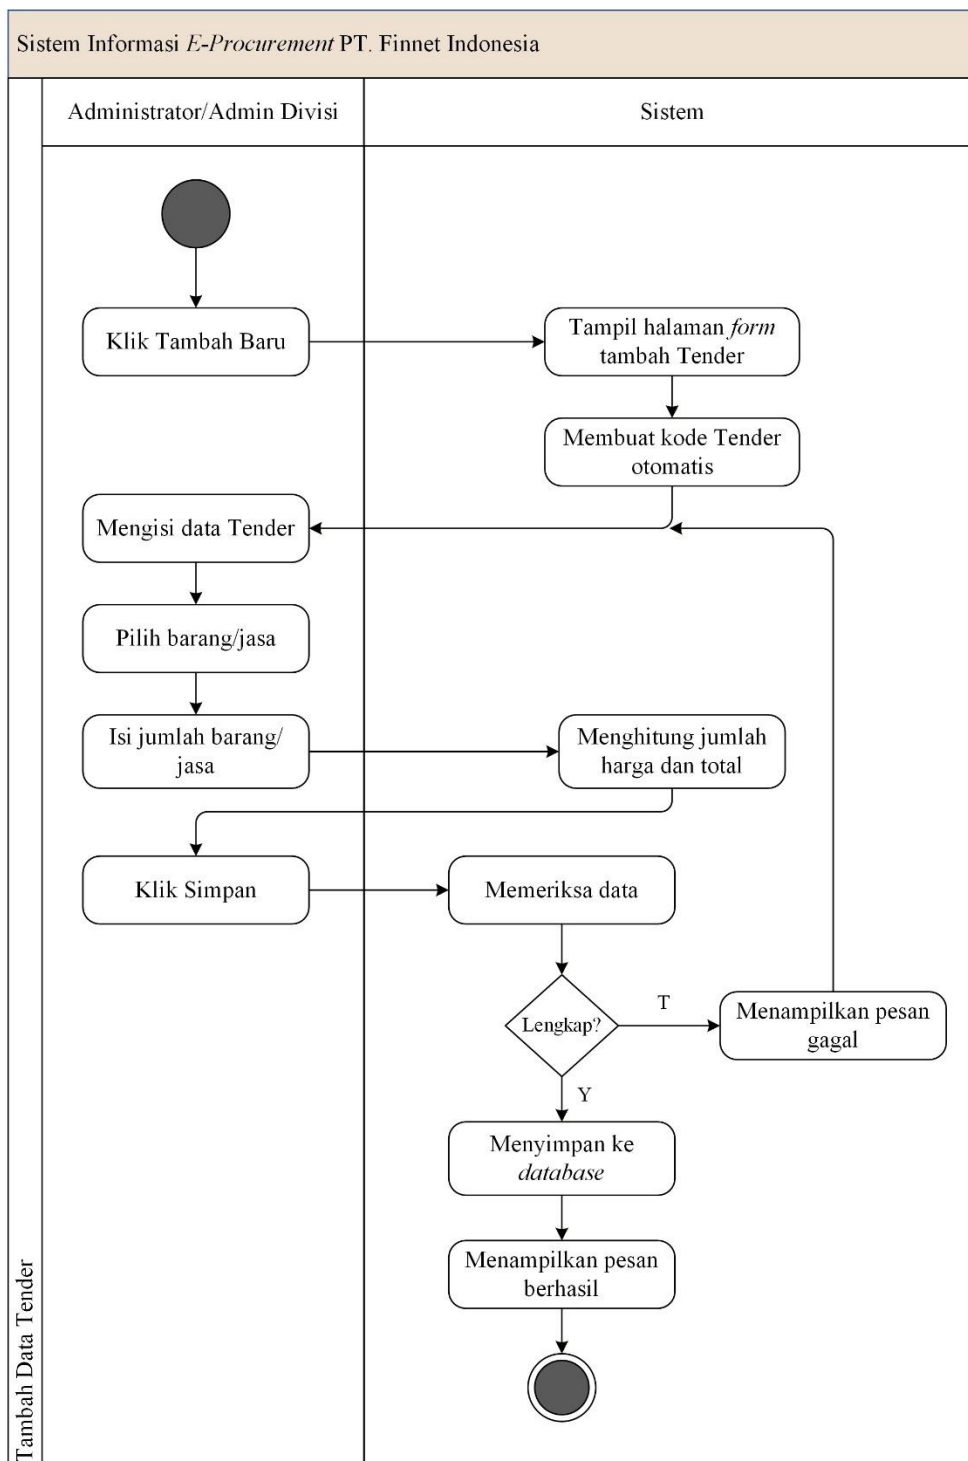 Sistem Informasi E-Procurement PT. Finnet Indonesia
Administrator/Admin Divisi
Sistem
Klik Tambah Baru
Tampil halaman form
tambah Tender
Membuat kode Tender
otomatis
Mengisi data Tender
Pilih barang/jasa
Isi jumlah barang/
jasa
Menghitung jumlah
harga dan total
Klik Simpan
Memeriksa data
Lengkap?
T
Menampilkan pesan
gagal
Y
Menyimpan ke
database
Menampilkan pesan
berhasil
Tambah Data Tender